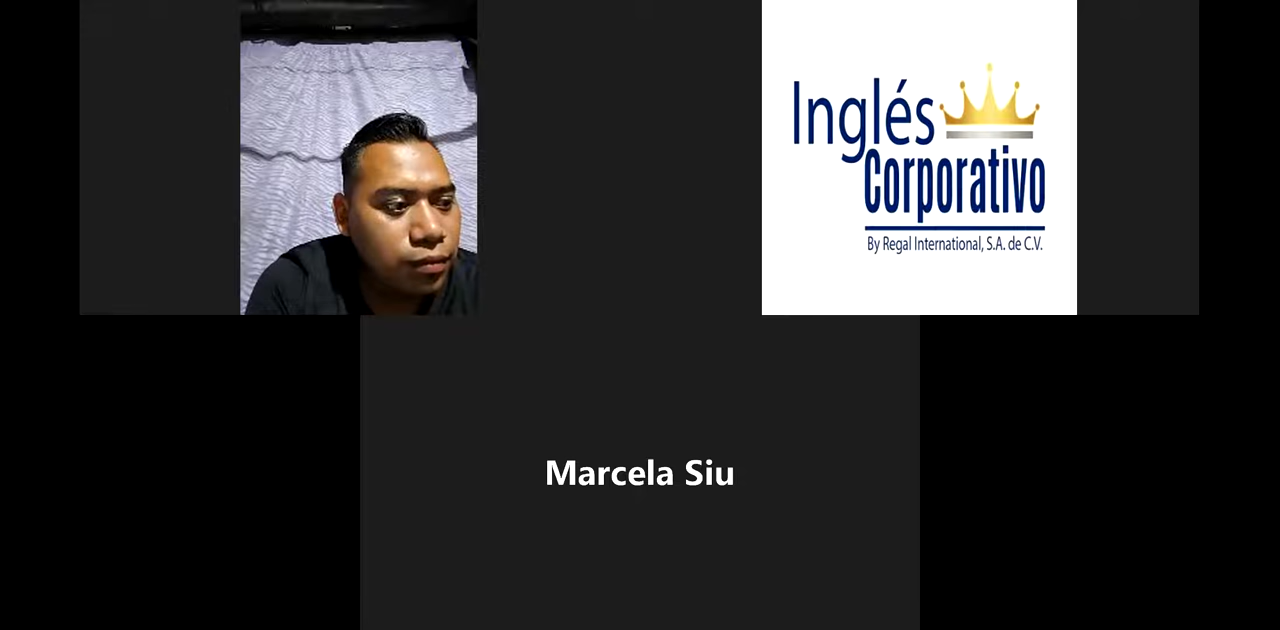 Inglés
Corporativo
By Regal International, S.A. de C.V.
Marcela Siu